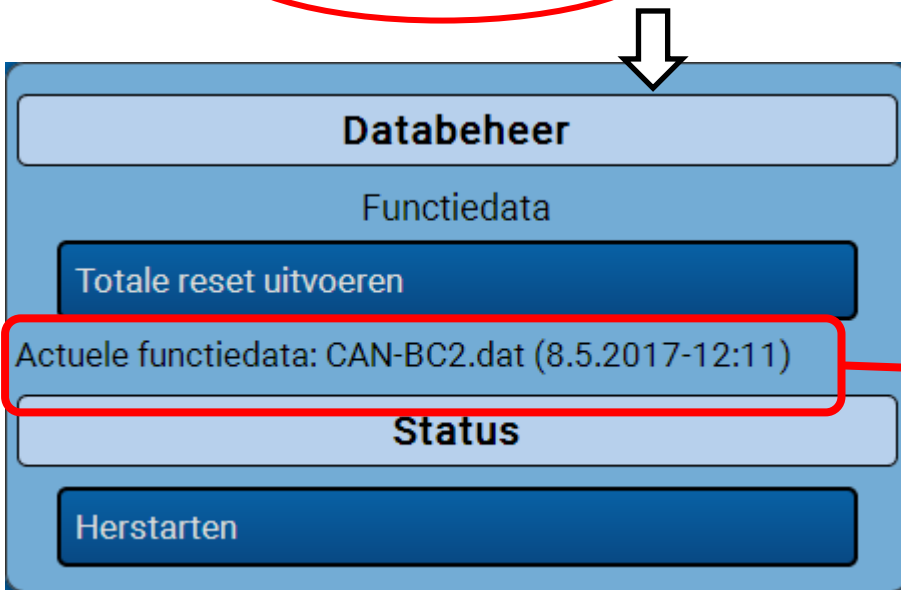 Databeheer
Functiedata
Totale reset uitvoeren
Actuele functiedata: CAN-BC2.dat (8.5.2017-12:11)
Status
Herstarten